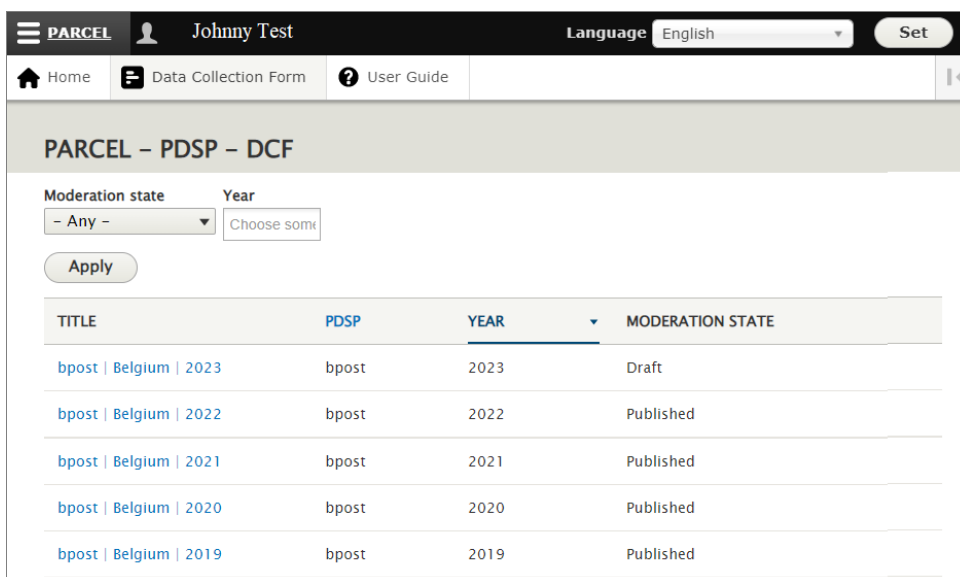 PARCEL Johnny Test Language English Set
Home Data Collection Form User Guide
PARCEL – PDSP – DCF
Moderation state Year
– Any – Choose some
Apply
TITLE PDSP YEAR MODERATION STATE
bpost | Belgium | 2023 bpost 2023 Draft
bpost | Belgium | 2022 bpost 2022 Published
bpost | Belgium | 2021 bpost 2021 Published
bpost | Belgium | 2020 bpost 2020 Published
bpost | Belgium | 2019 bpost 2019 Published